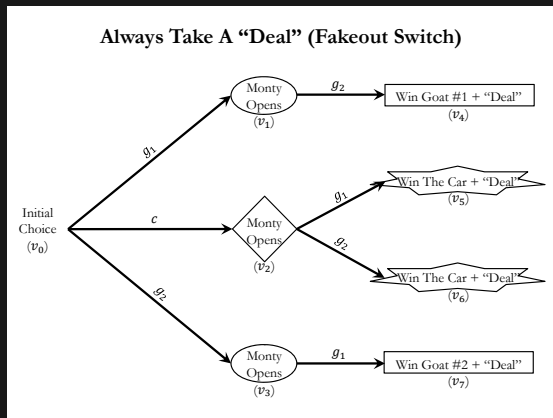 Always Take A “Deal” (Fakeout Switch)
Monty
Opens
(v₁)
g₂
Win Goat #1 + “Deal”
(v₄)
g₁
Initial
Choice
(v₀)
c
Monty
Opens
(v₂)
g₁
Win The Car + “Deal”
(v₅)
g₂
Win The Car + “Deal”
(v₆)
g₂
Monty
Opens
(v₃)
g₁
Win Goat #2 + “Deal”
(v₇)